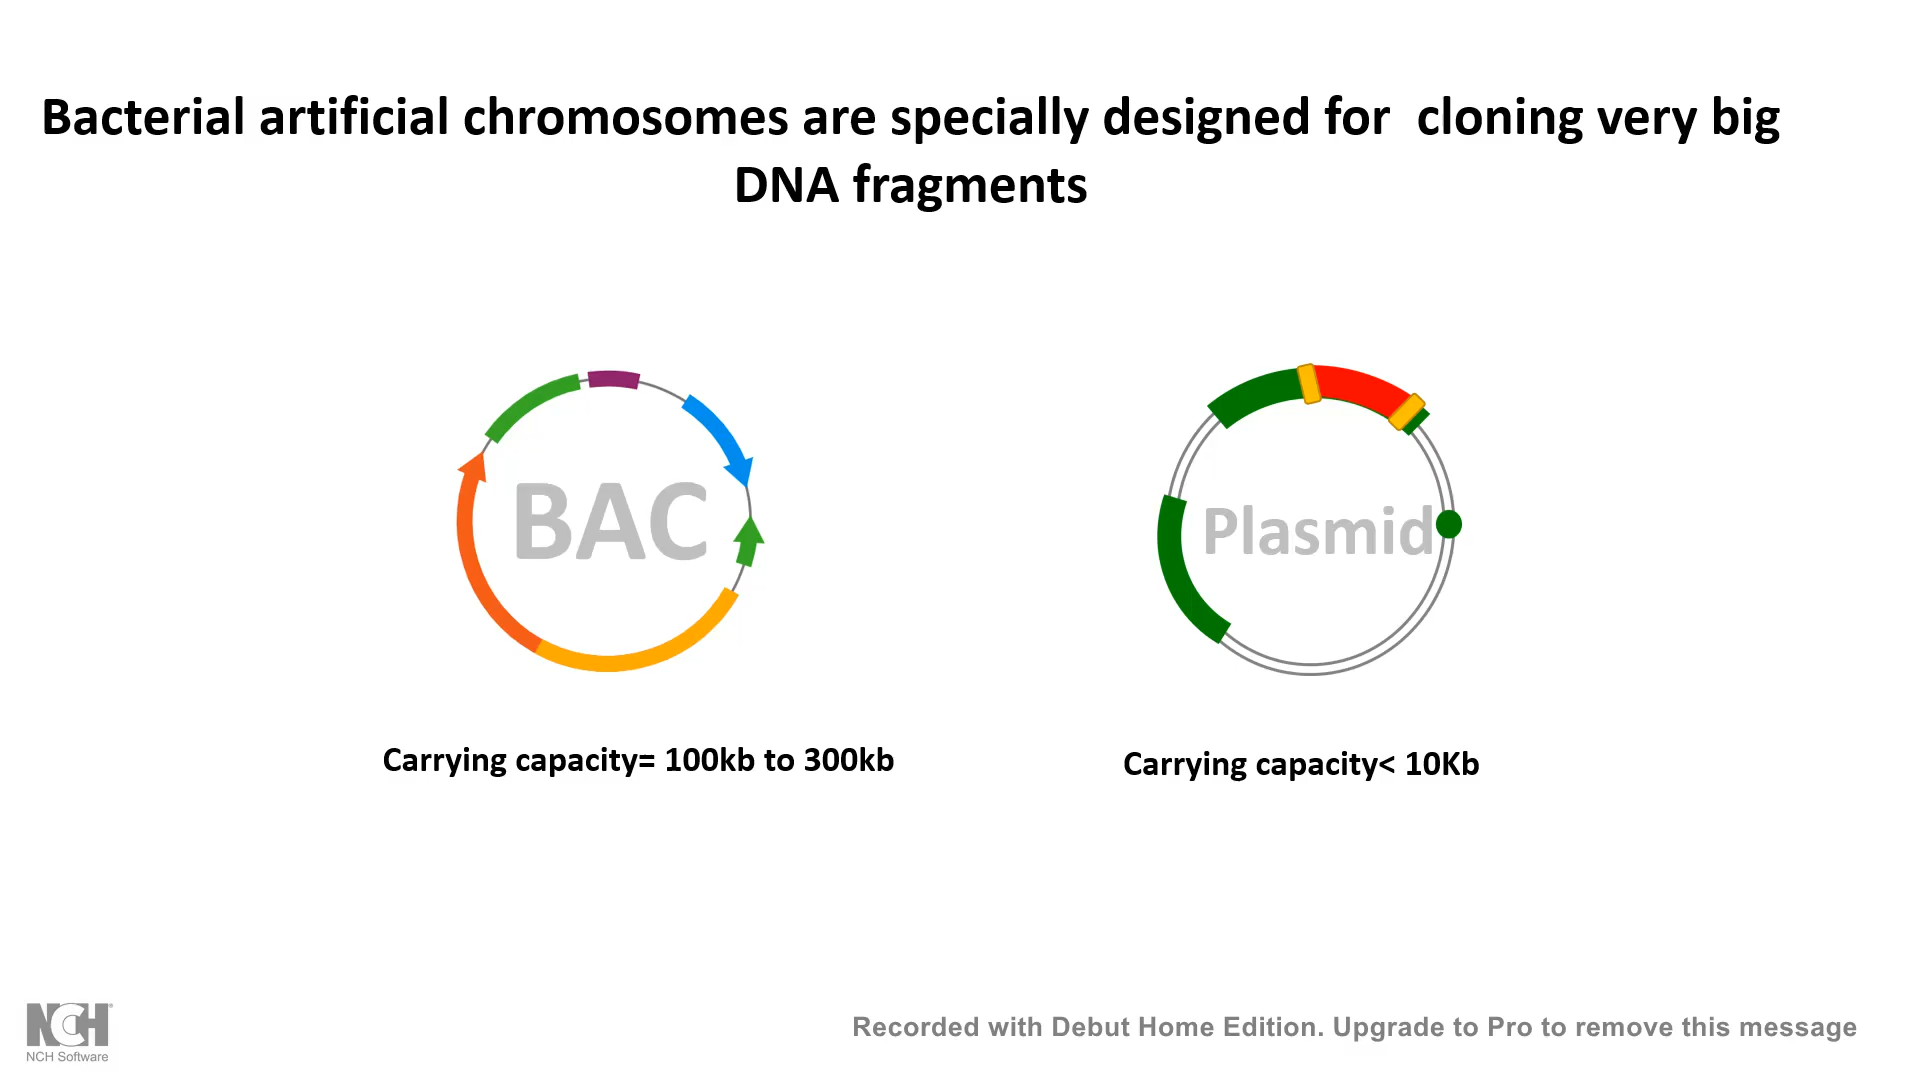 Bacterial artificial chromosomes are specially designed for  cloning very big
DNA fragments
BAC
Plasmid
Carrying capacity= 100kb to 300kb
Carrying capacity< 10Kb
NCH
NCH Software
Recorded with Debut Home Edition. Upgrade to Pro to remove this message